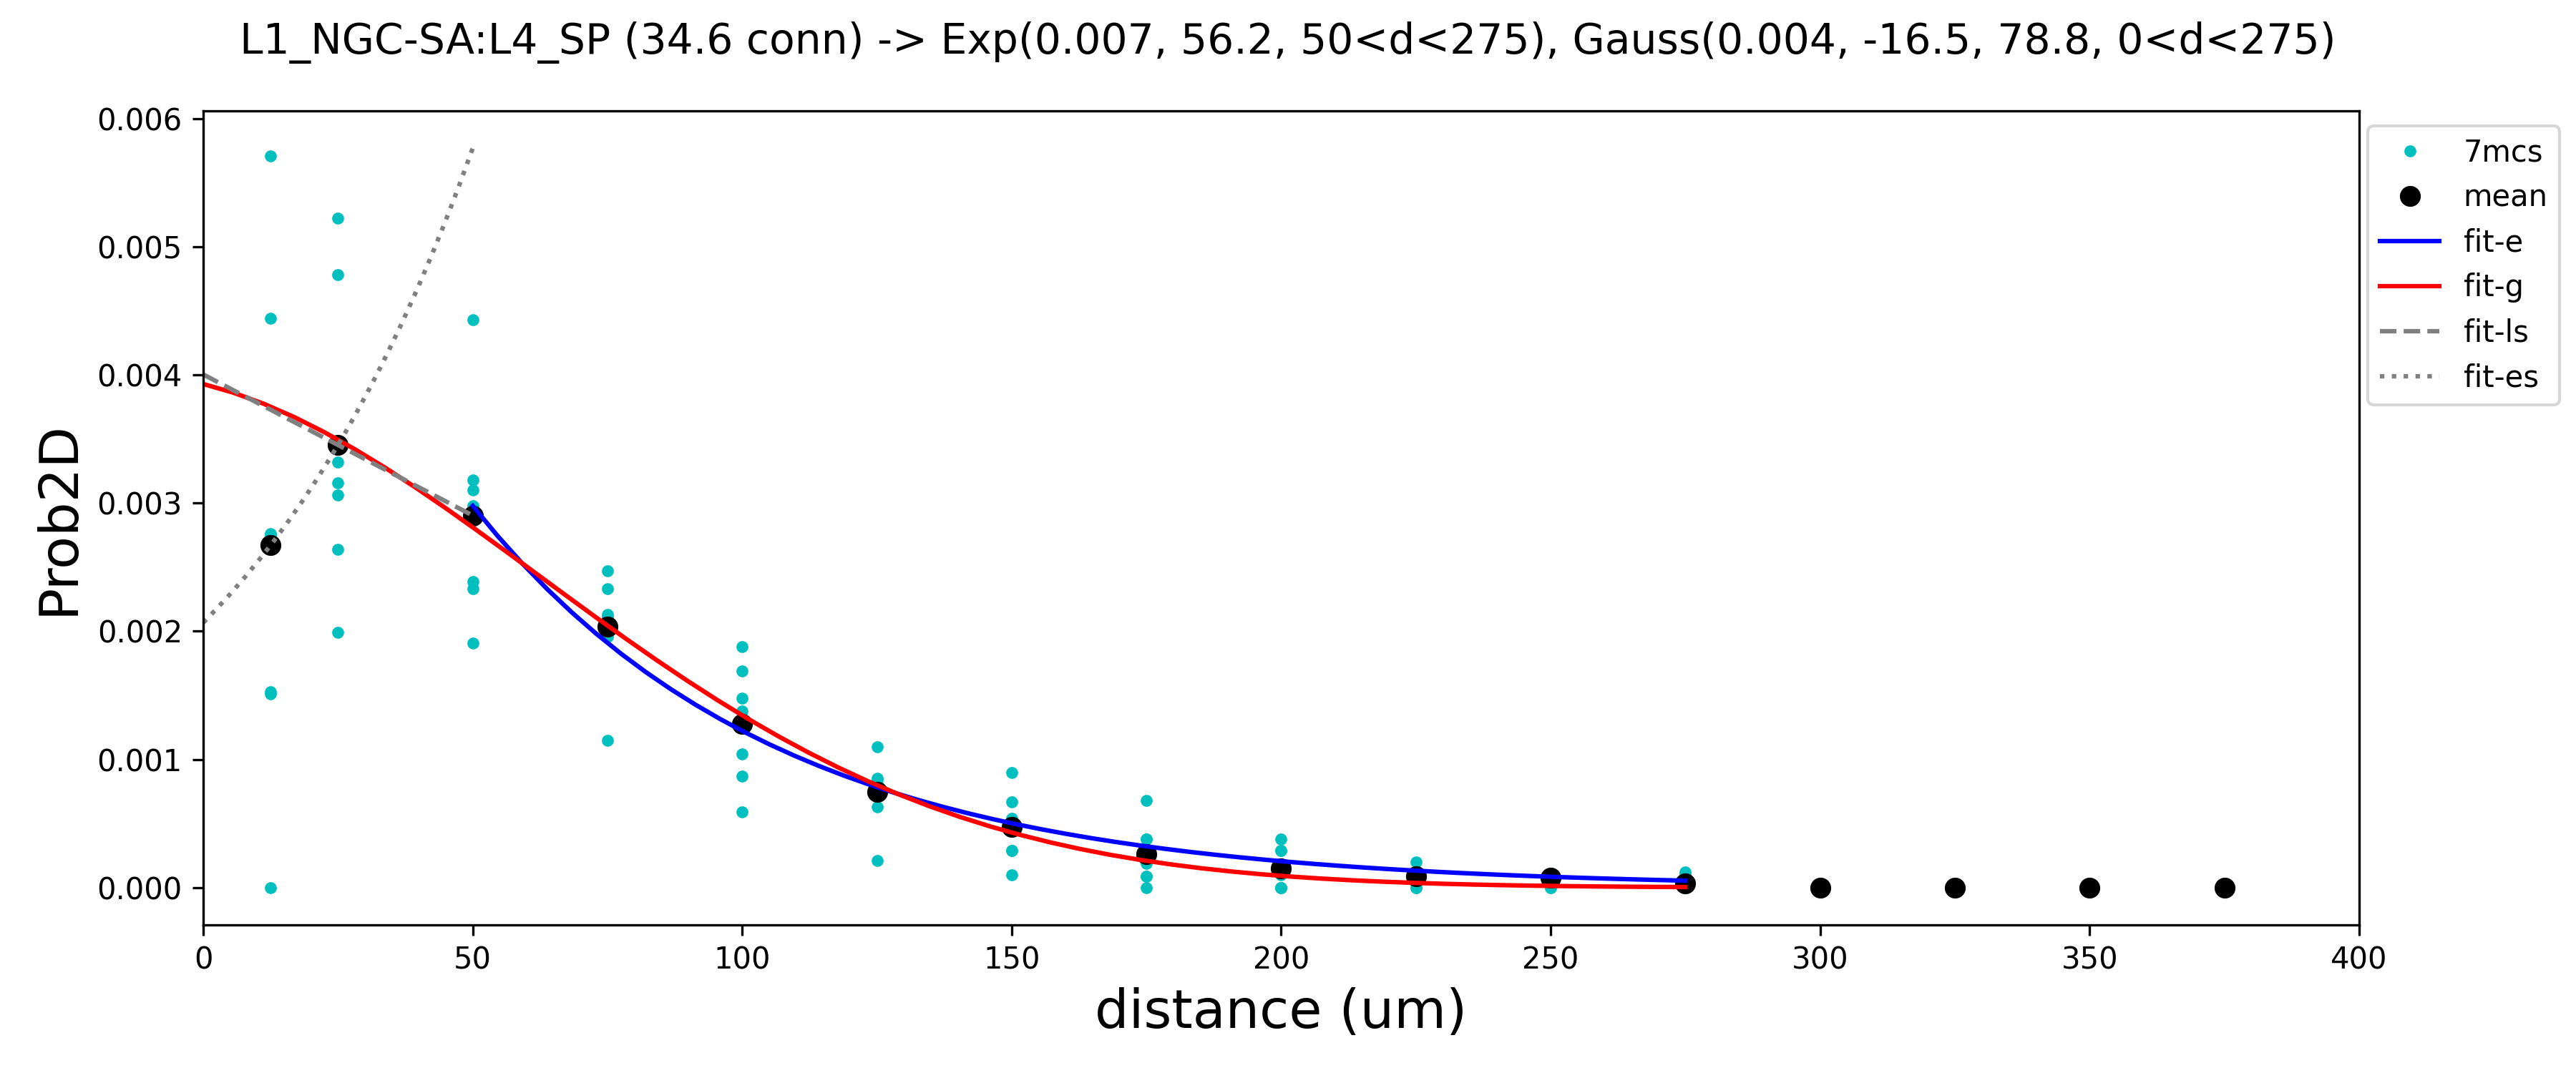 L1_NGC-SA:L4_SP (34.6 conn) -> Exp(0.007, 56.2, 50<d<275), Gauss(0.004, -16.5, 78.8, 0<d<275)
0.006
0.005
0.004
0.003
0.002
0.001
0.000
Prob2D
0 50 100 150 200 250 300 350 400
distance (um)
7mcs
mean
fit-e
fit-g
fit-ls
fit-es